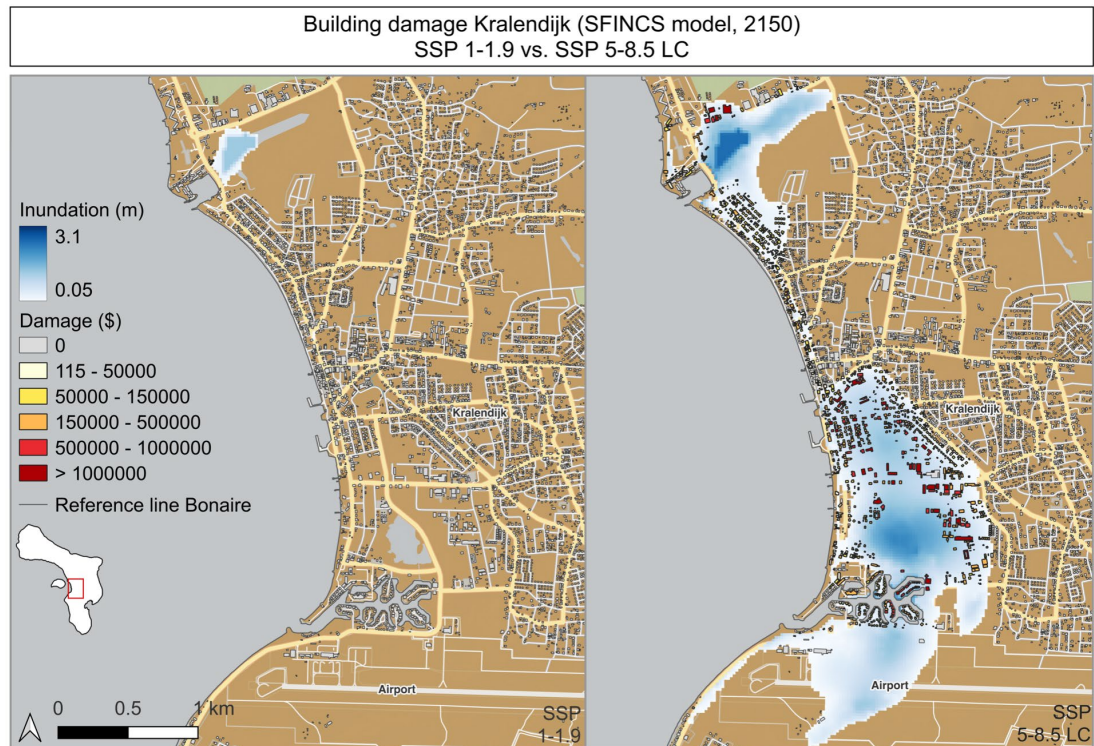 Building damage Kralendijk (SFINCS model, 2150)
SSP 1-1.9 vs. SSP 5-8.5 LC
Inundation (m)
3.1
0.05
Damage ($)
0
115 - 50000
50000 - 150000
150000 - 500000
500000 - 1000000
> 1000000
Reference line Bonaire
Kralendijk
Airport
0 0.5 1 km
SSP
1-1.9
Kralendijk
Airport
SSP
5-8.5 LC